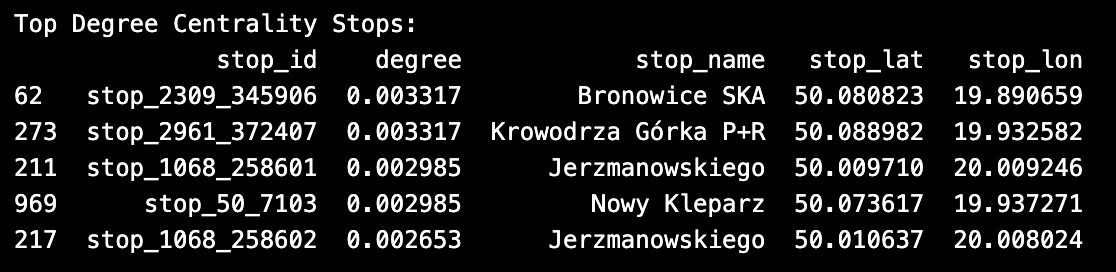 Top Degree Centrality Stops:
stop_id degree stop_name stop_lat stop_lon
62 stop_2309_345906 0.003317 Bronowice SKA 50.080823 19.890659
273 stop_2961_372407 0.003317 Krowodrza Górka P+R 50.088982 19.932582
211 stop_1068_258601 0.002985 Jerzmanowskiego 50.009710 20.009246
969 stop_50_7103 0.002985 Nowy Kleparz 50.073617 19.937271
217 stop_1068_258602 0.002653 Jerzmanowskiego 50.010637 20.008024